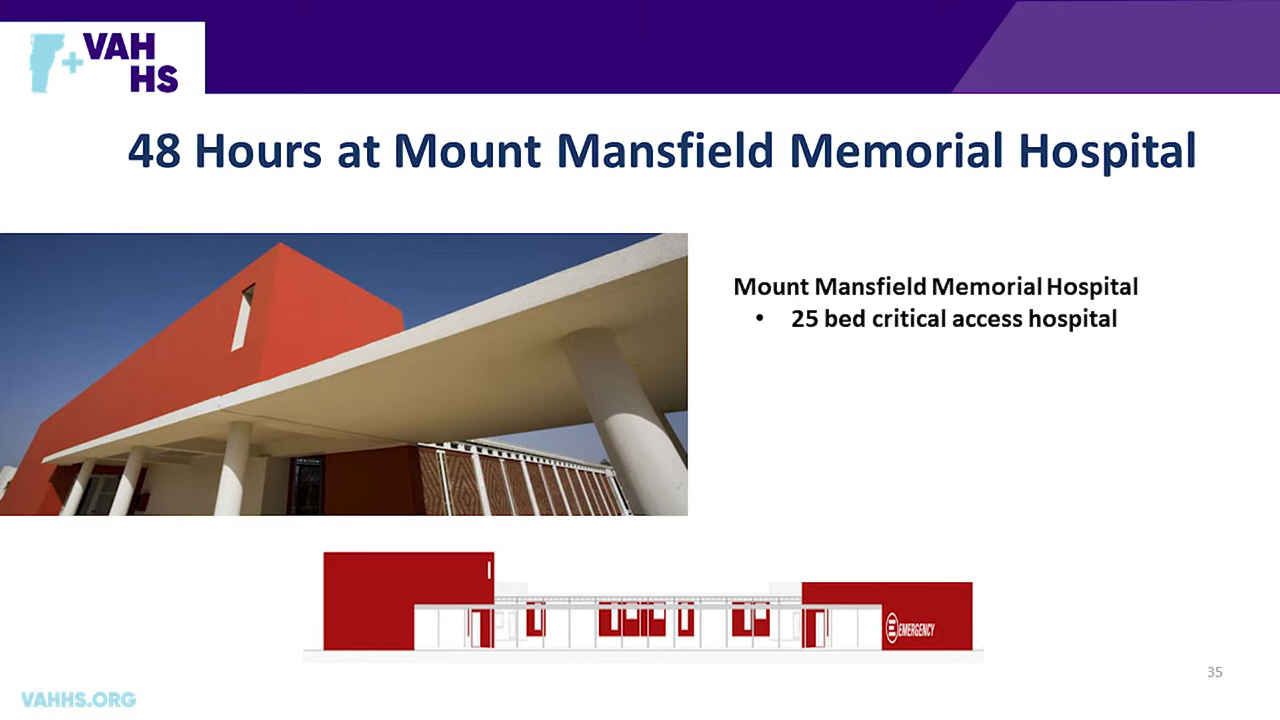 VAH
HS
48 Hours at Mount Mansfield Memorial Hospital
Mount Mansfield Memorial Hospital
• 25 bed critical access hospital
EMERGENCY
35
VAHHS.ORG